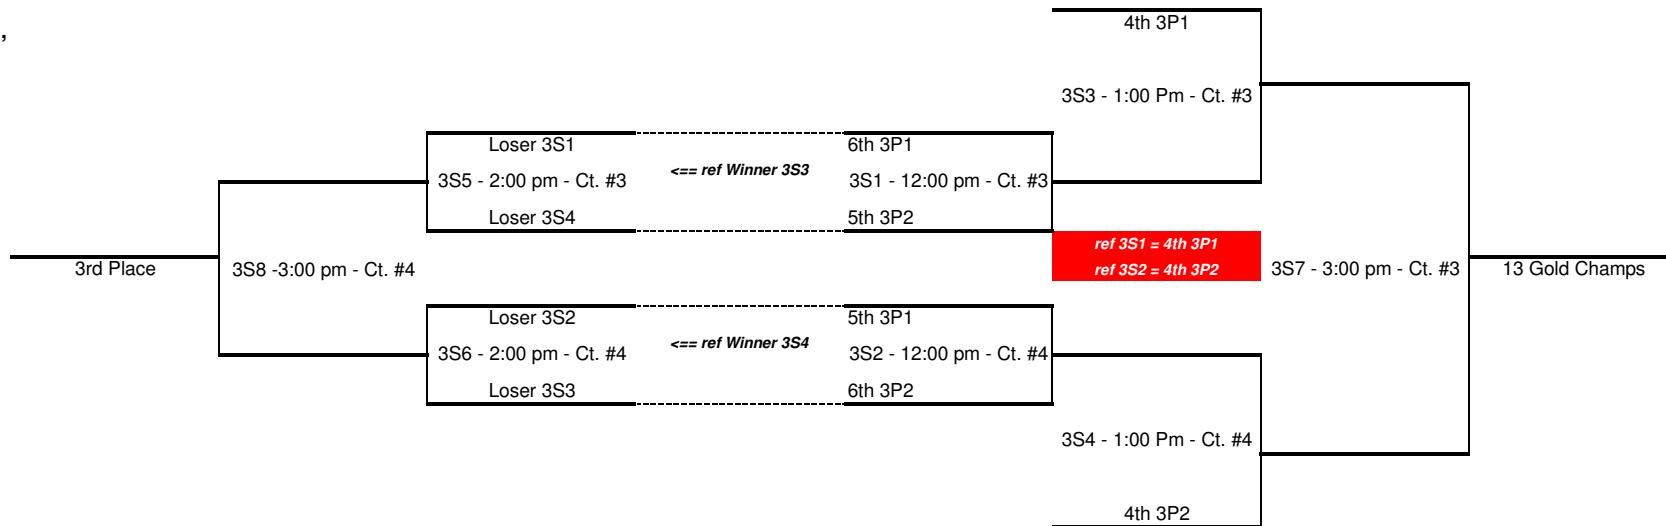 4th 3P1
,
3S3 - 1:00 Pm - Ct. #3
Loser 3S1
6th 3P1
<== ref Winner 3S3
3S5 - 2:00 pm - Ct. #3
3S1 - 12:00 pm - Ct. #3
Loser 3S4
5th 3P2
ref 3S1 = 4th 3P1
3rd Place
3S8 -3:00 pm - Ct. #4
ref 3S2 = 4th 3P2
3S7 - 3:00 pm - Ct. #3
13 Gold Champs
Loser 3S2
5th 3P1
<== ref Winner 3S4
3S6 - 2:00 pm - Ct. #4
3S2 - 12:00 pm - Ct. #4
Loser 3S3
6th 3P2
3S4 - 1:00 Pm - Ct. #4
4th 3P2